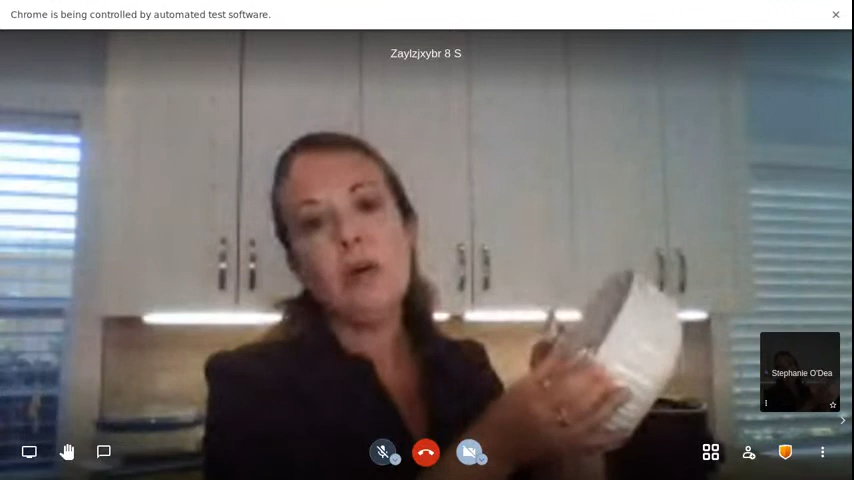 Chrome is being controlled by automated test software.
Zaylzjxybr 8 S
Stephanie O'Dea